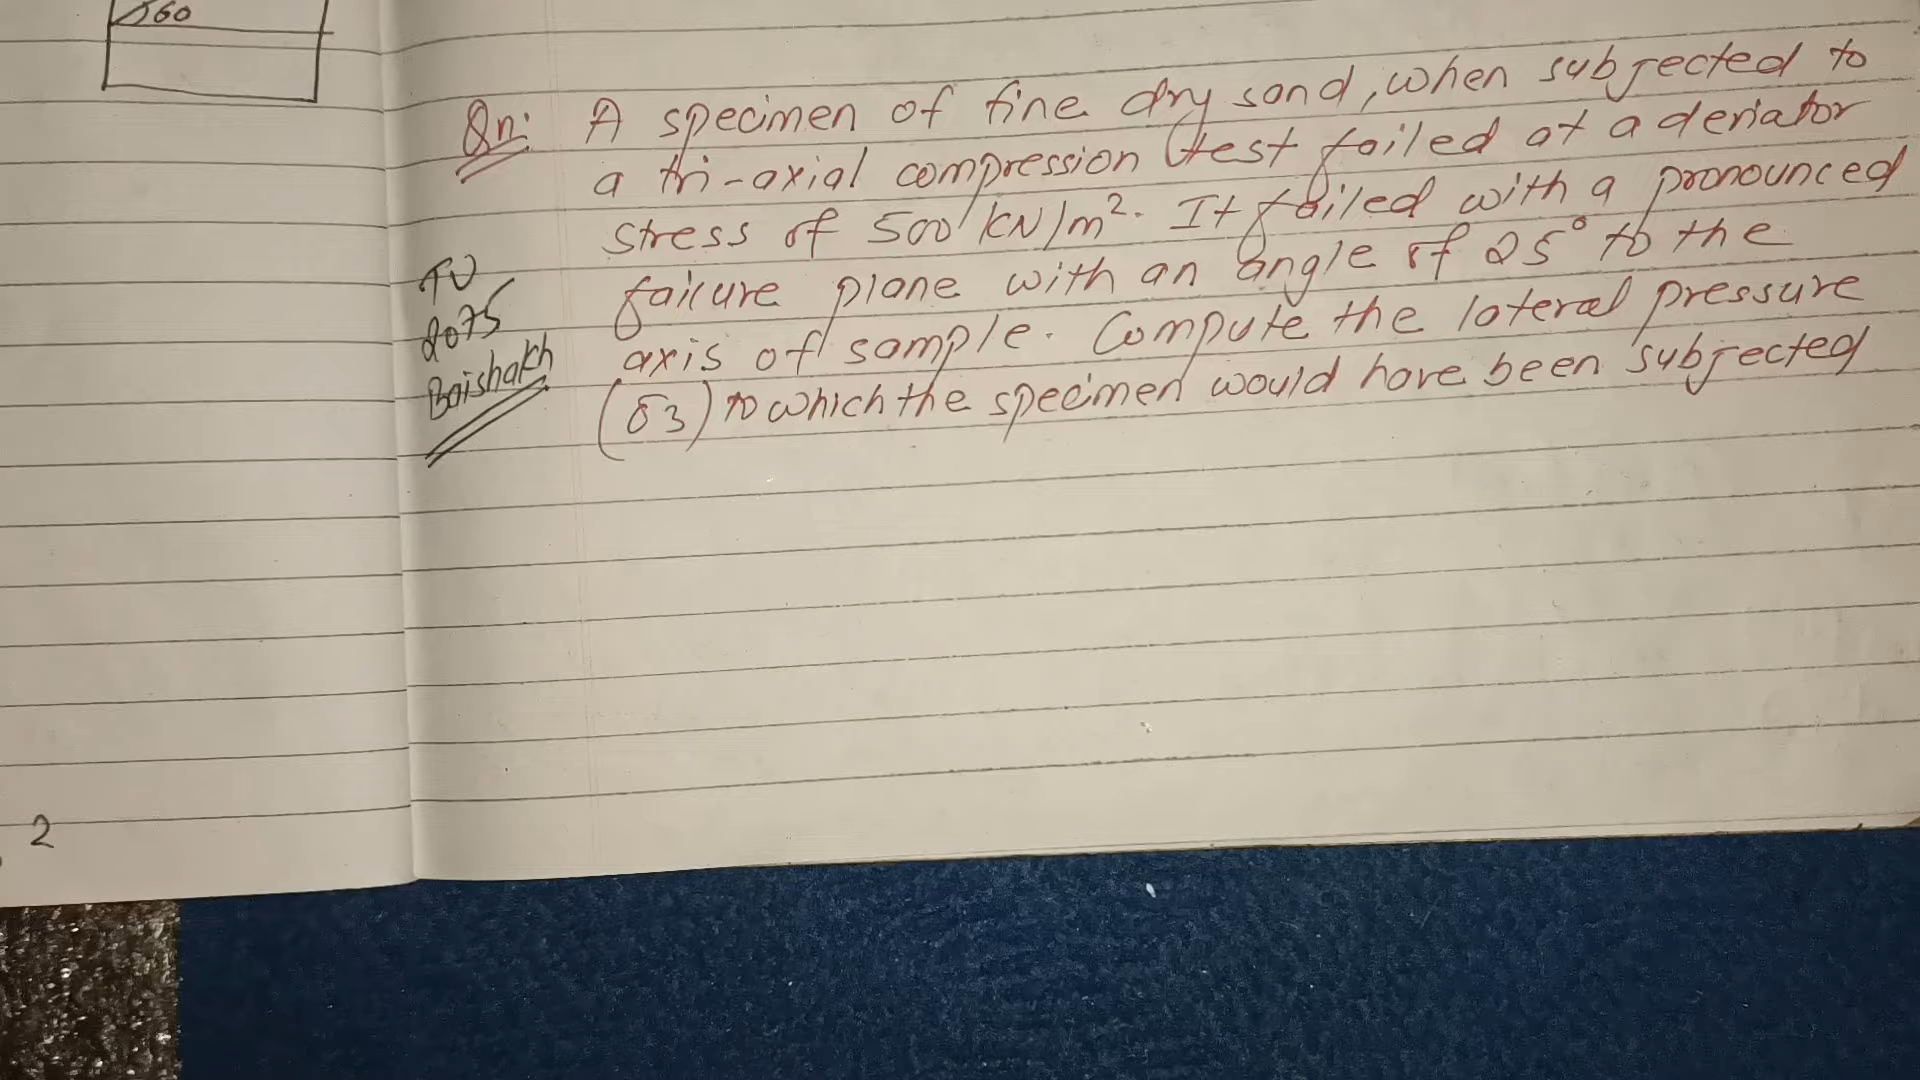 60
Qn: A specimen of fine dry sand, when subjected to
a tri-axial compression test failed at a deviator
stress of 500 kN/m². It failed with a pronounced
failure plane with an angle of 25° to the
axis of sample. Compute the lateral pressure
(σ3) to which the specimen would have been subjected
TU
2075
Baishakh
2